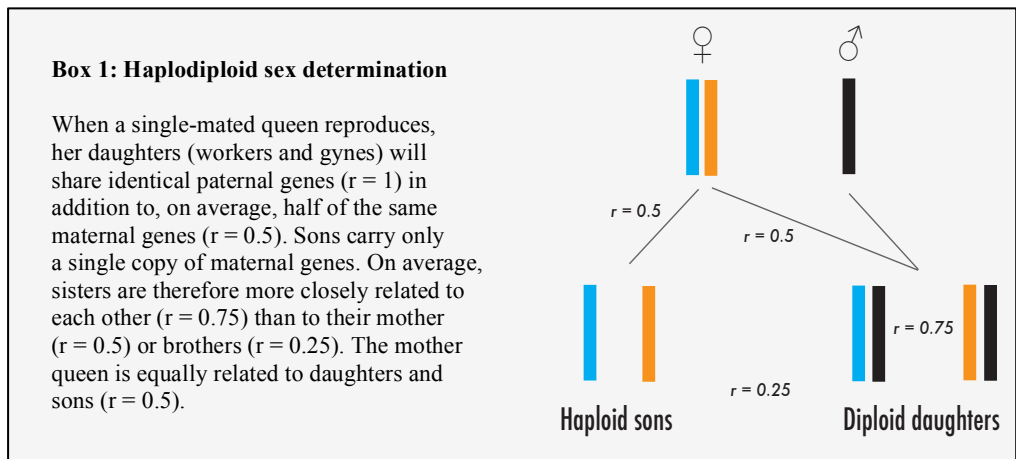 Box 1: Haplodiploid sex determination
When a single-mated queen reproduces,
her daughters (workers and gynes) will
share identical paternal genes (r = 1) in
addition to, on average, half of the same
maternal genes (r = 0.5). Sons carry only
a single copy of maternal genes. On average,
sisters are therefore more closely related to
each other (r = 0.75) than to their mother
(r = 0.5) or brothers (r = 0.25). The mother
queen is equally related to daughters and
sons (r = 0.5).
♀
♂
r = 0.5
r = 0.5
r = 0.75
r = 0.25
Haploid sons
Diploid daughters